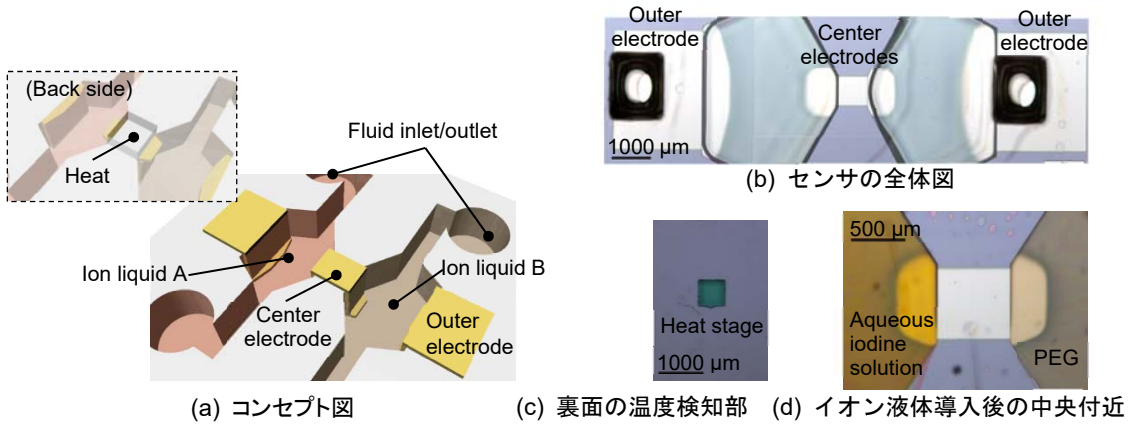 (Back side)
Heat
Fluid inlet/outlet
Ion liquid A
Center
electrode
Ion liquid B
Outer
electrode
(a) コンセプト図
Outer
electrode
Center
electrodes
Outer
electrode
1000 µm
(b) センサの全体図
Heat stage
1000 µm
(c) 裏面の温度検知部
500 µm
Aqueous
iodine
solution
PEG
(d) イオン液体導入後の中央付近